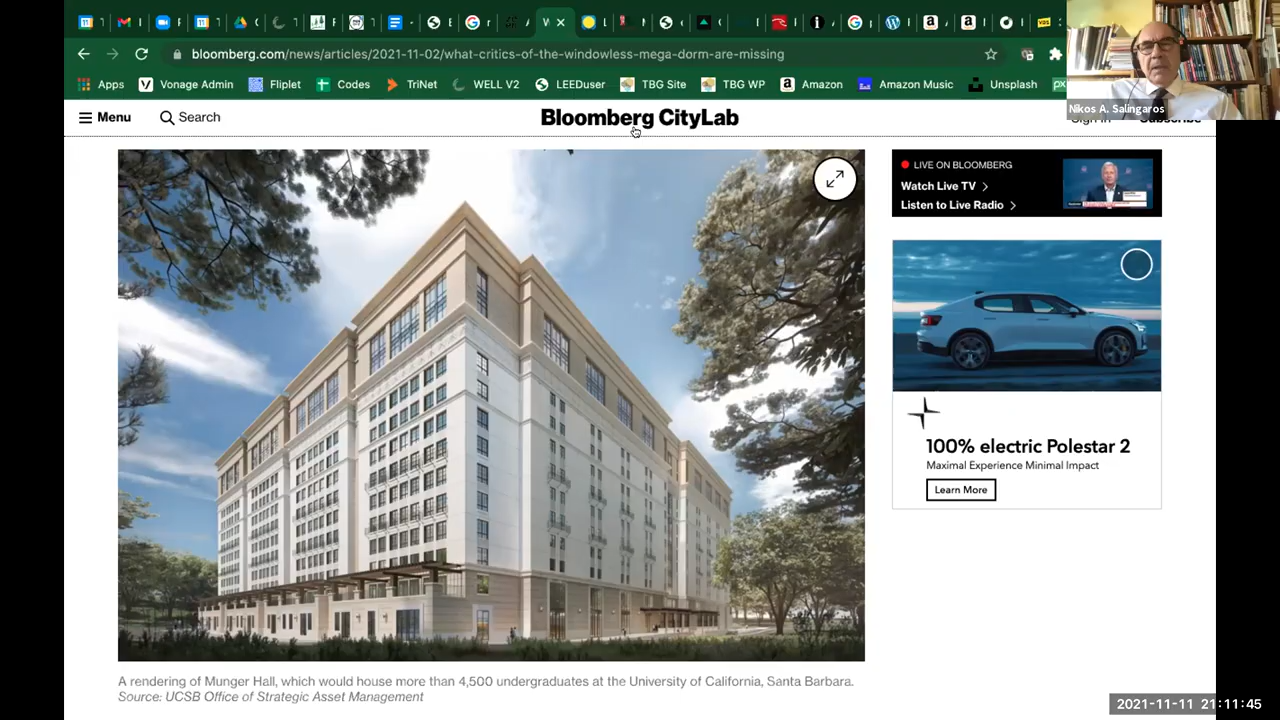 bloomberg.com/news/articles/2021-11-02/what-critics-of-the-windowless-mega-dorm-are-missing
Apps
Vonage Admin
Fliplet
Codes
TriNet
WELL V2
LEEDuser
TBG Site
TBG WP
Amazon
Amazon Music
Unsplash
Nikos A. Salingaros
Menu
Search
Bloomberg CityLab
Sign In
Subscribe
LIVE ON BLOOMBERG
Watch Live TV
Listen to Live Radio
100% electric Polestar 2
Maximal Experience Minimal Impact
Learn More
A rendering of Munger Hall, which would house more than 4,500 undergraduates at the University of California, Santa Barbara.
Source: UCSB Office of Strategic Asset Management
2021-11-11 21:11:45